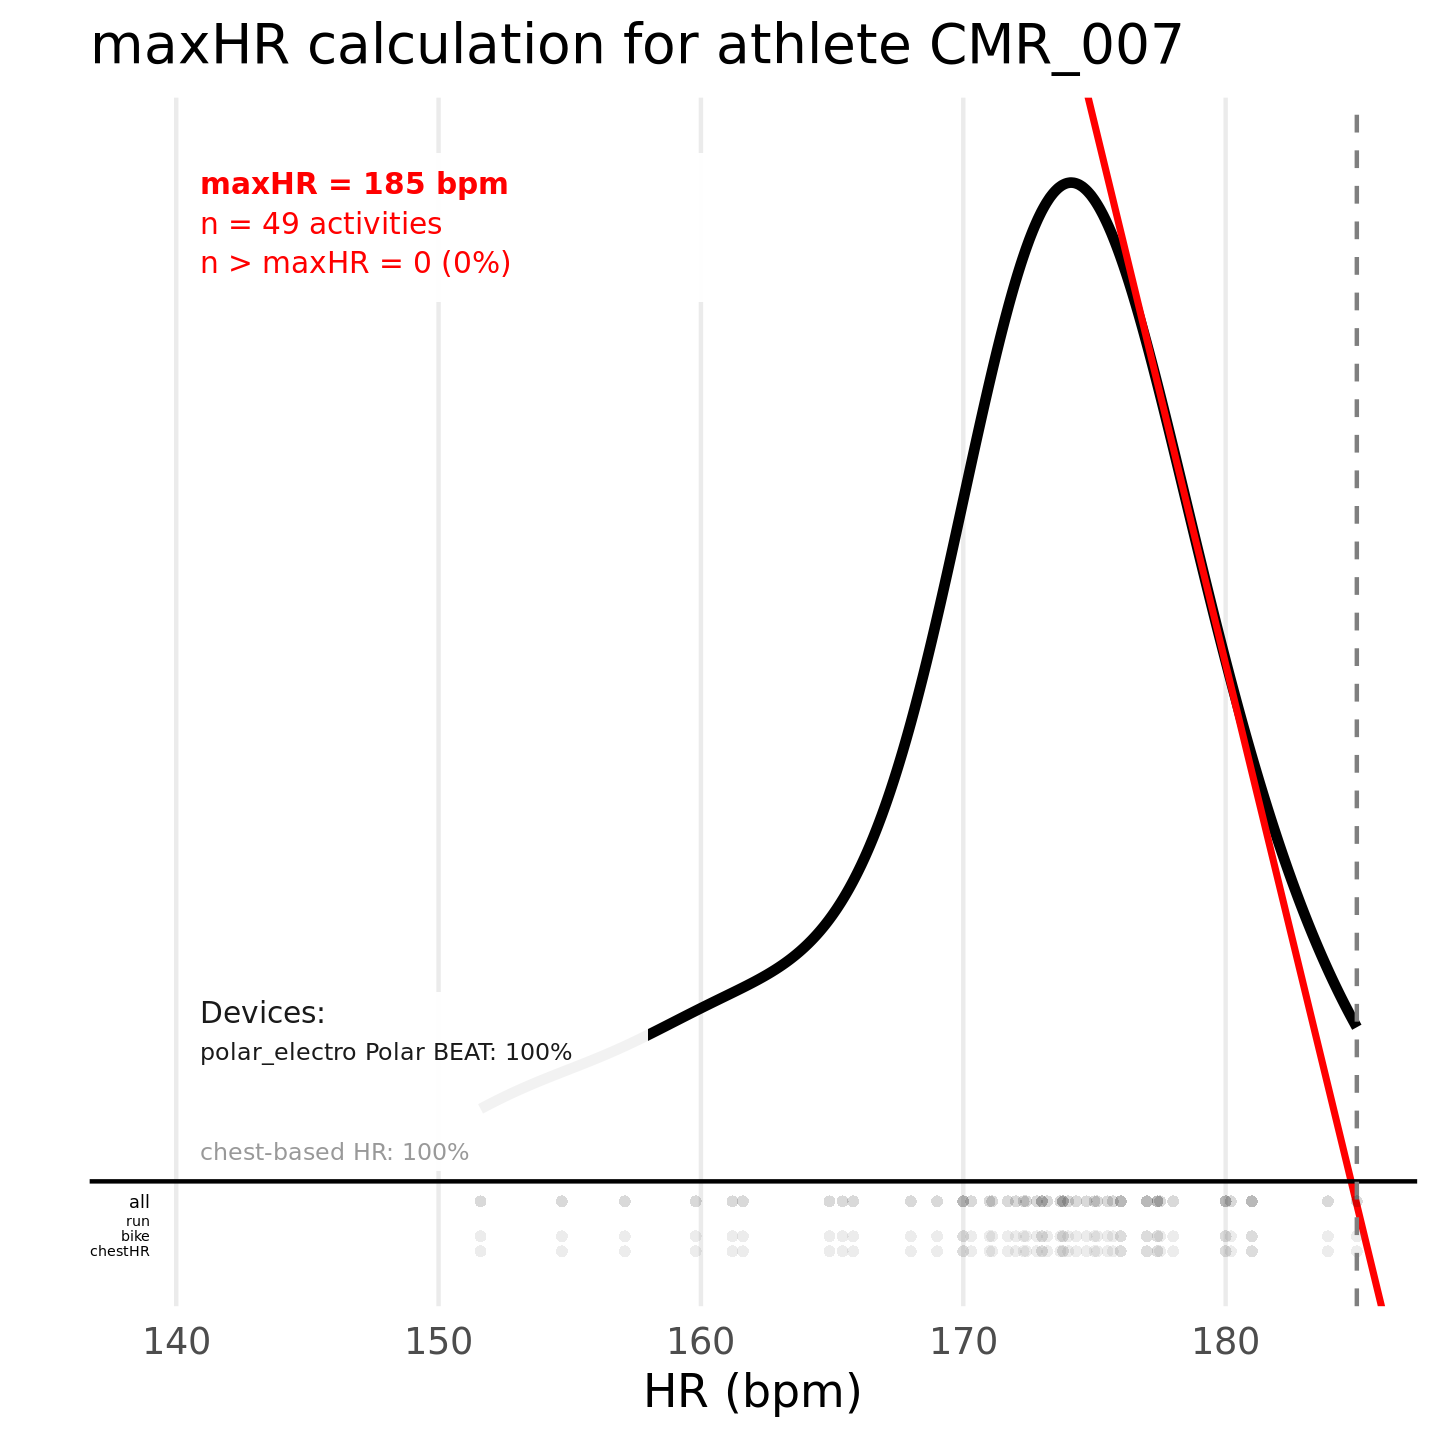 maxHR calculation for athlete CMR_007
maxHR = 185 bpm
n = 49 activities
n > maxHR = 0 (0%)
Devices:
polar_electro Polar BEAT: 100%
chest-based HR: 100%
all
run
bike
chestHR
140 150 160 170 180
HR (bpm)